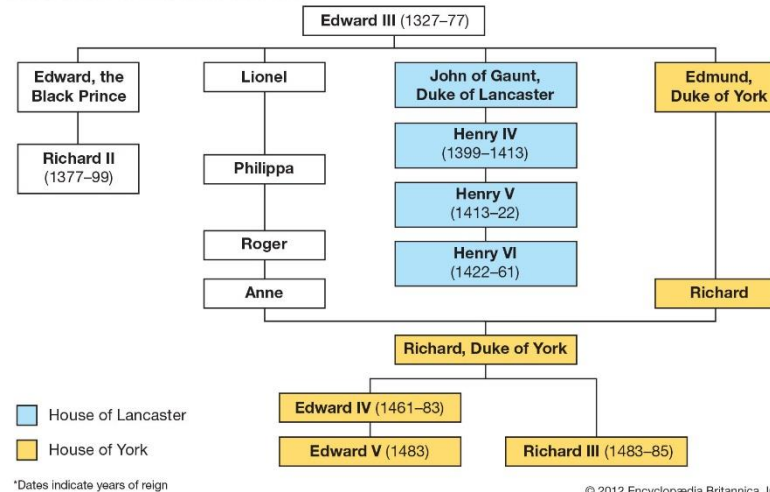 Edward III (1327–77)
Edward, the
Black Prince
Lionel
John of Gaunt,
Duke of Lancaster
Edmund,
Duke of York
Richard II
(1377–99)
Philippa
Henry IV
(1399–1413)
Henry V
(1413–22)
Roger
Henry VI
(1422–61)
Anne
Richard
Richard, Duke of York
Edward IV (1461–83)
Edward V (1483)
Richard III (1483–85)
House of Lancaster
House of York
*Dates indicate years of reign
© 2012 Encyclopædia Britannica,